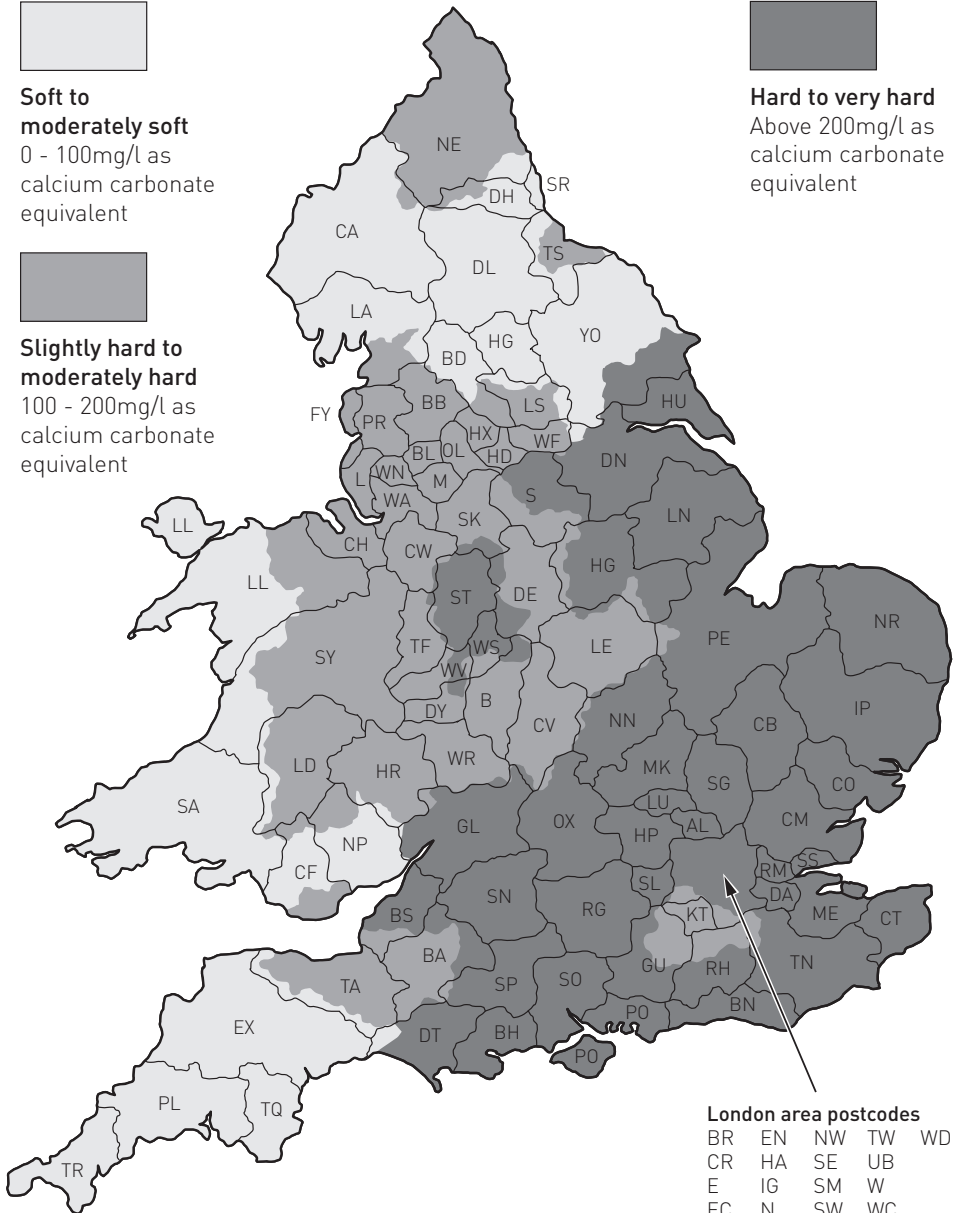 Soft to
moderately soft
0 - 100mg/l as
calcium carbonate
equivalent
Hard to very hard
Above 200mg/l as
calcium carbonate
equivalent
Slightly hard to
moderately hard
100 - 200mg/l as
calcium carbonate
equivalent
NE
SR
DH
CA
TS
DL
LA
YO
HG
BD
HU
FY
BB
LS
PR
HX
WF
BL
OL
HD
DN
L
WN
M
S
WA
SK
LN
LL
CH
CW
HG
LL
ST
DE
NR
SY
TF
WS
LE
PE
WV
DY
B
CV
NN
CB
IP
LD
HR
WR
MK
SG
CO
SA
LU
GL
OX
HP
AL
CM
NP
CF
SL
RM
SS
DA
BS
SN
RG
KT
ME
CT
BA
TA
SP
SO
GU
RH
TN
EX
DT
BH
PO
BN
PO
PL
TQ
TR
London area postcodes
BR EN NW TW WD
CR HA SE UB
E IG SM W
EC N SW WC